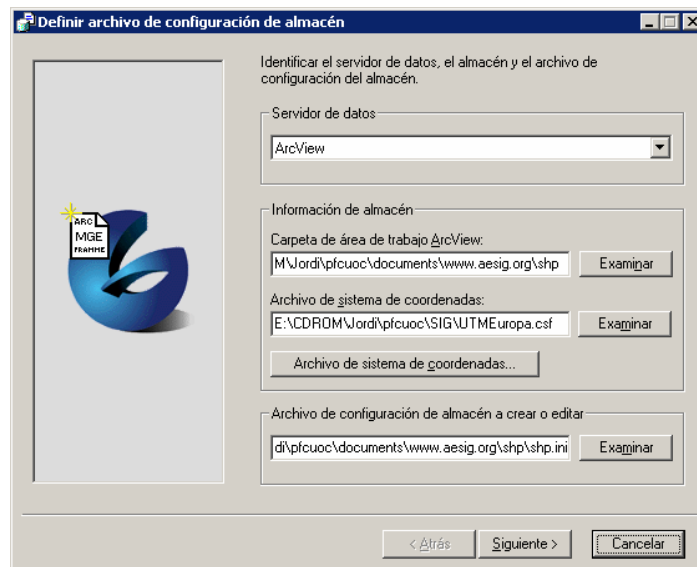 Definir archivo de configuración de almacén
Identificar el servidor de datos, el almacén y el archivo de
configuración del almacén.
Servidor de datos
ArcView
Información de almacén
Carpeta de área de trabajo ArcView:
M\Jordi\pfcuoc\documents\www.aesig.org\shp
Examinar
Archivo de sistema de coordenadas:
E:\CDROM\Jordi\pfcuoc\SIG\UTMEuropa.csf
Examinar
Archivo de sistema de coordenadas...
Archivo de configuración de almacén a crear o editar
di\pfcuoc\documents\www.aesig.org\shp\shp.ini
Examinar
ARC
MGE
FRAMME
< Atrás
Siguiente >
Cancelar